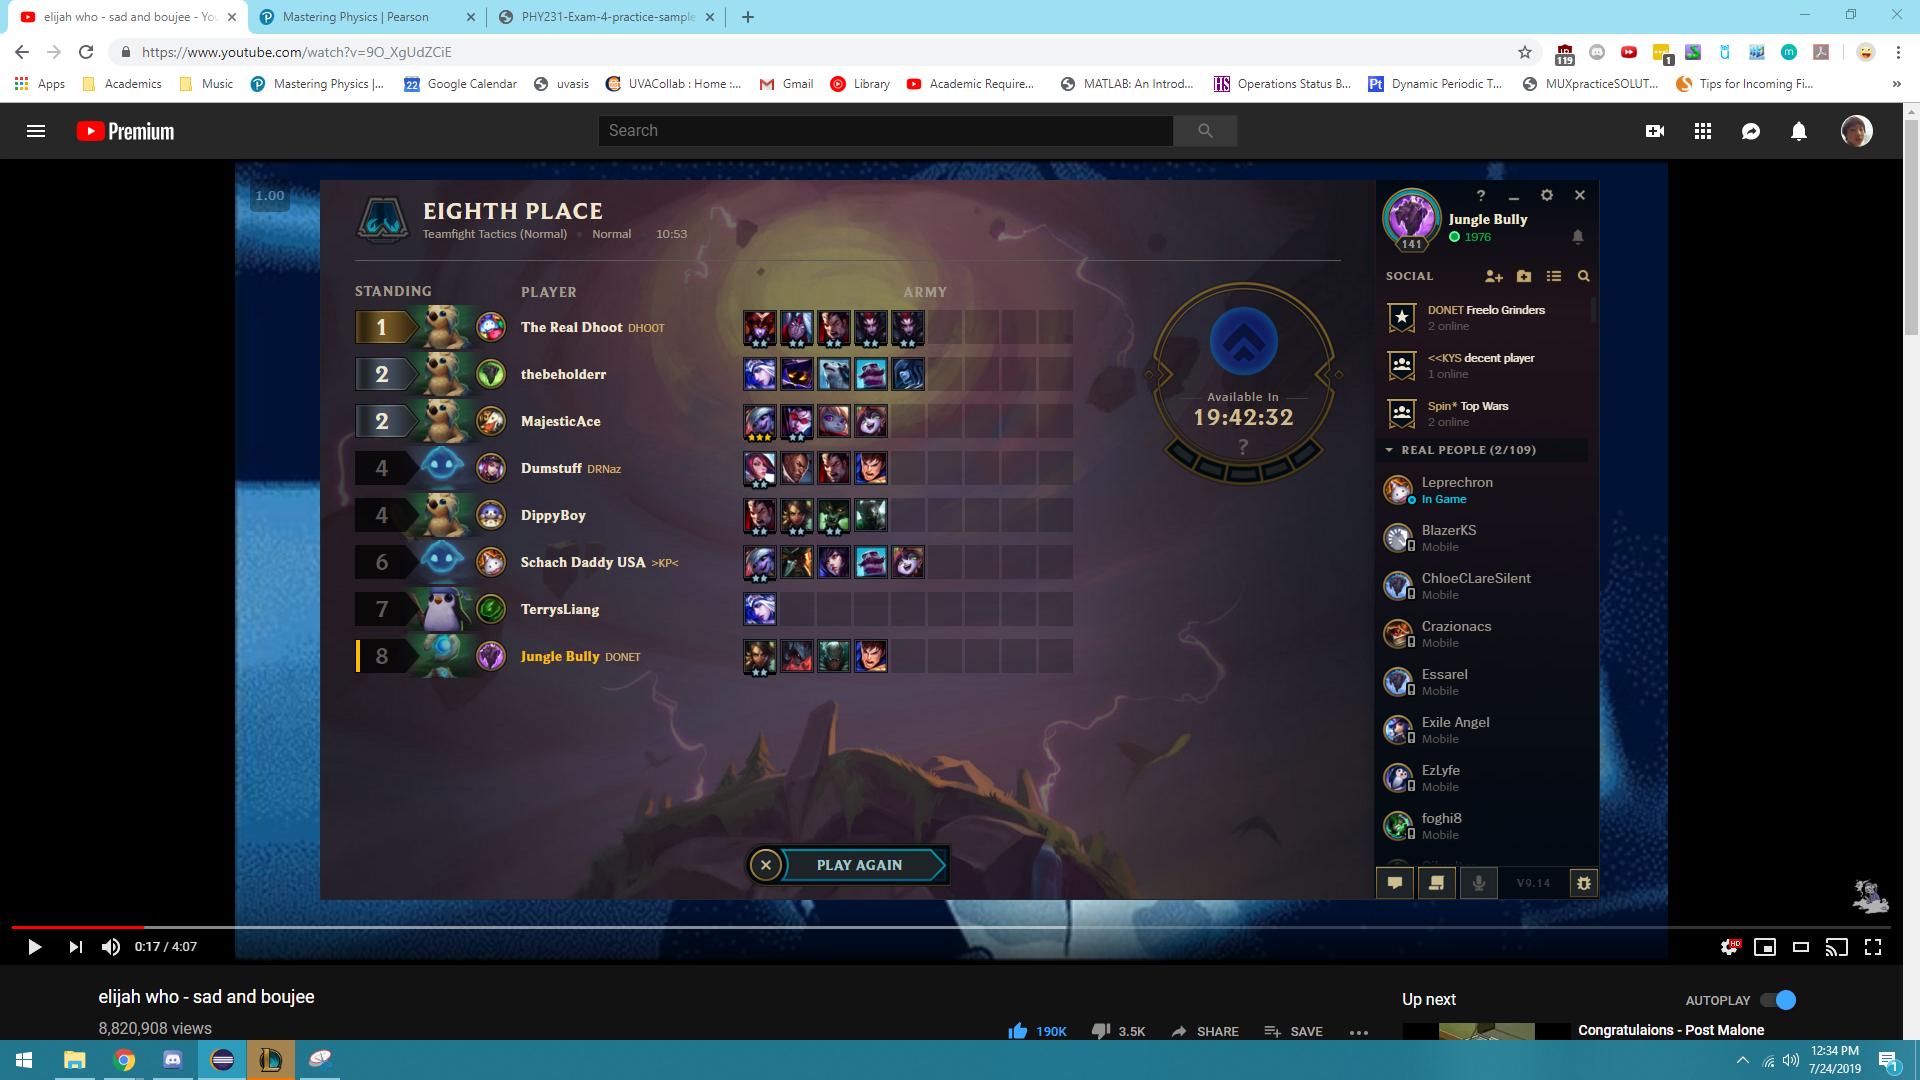 elijah who - sad and boujee - You
Mastering Physics | Pearson
PHY231-Exam-4-practice-sample
https://www.youtube.com/watch?v=9O_XgUdZCiE
119
1
Apps
Academics
Music
Mastering Physics |...
22
Google Calendar
uvasis
UVACollab : Home :...
Gmail
Library
Academic Require...
MATLAB: An Introd...
HS
Operations Status B...
Pt
Dynamic Periodic T...
MUXpracticeSOLUT...
Tips for Incoming Fi...
Premium
Search
1.00
EIGHTH PLACE
Teamfight Tactics (Normal) • Normal • 10:53
STANDING
PLAYER
ARMY
1 The Real Dhoot DHOOT
2 thebeholderr
2 MajesticAce
4 Dumstuff DRNaz
4 DippyBoy
6 Schach Daddy USA >KP<
7 TerrysLiang
8 Jungle Bully DONET
Available In
19:42:32
?
PLAY AGAIN
?
Jungle Bully
1976
141
SOCIAL
DONET Freelo Grinders
2 online
<<KYS decent player
1 online
Spin* Top Wars
2 online
REAL PEOPLE (2/109)
Leprechron
In Game
BlazerKS
Mobile
ChloeCLareSilent
Mobile
Crazionacs
Mobile
Essarel
Mobile
Exile Angel
Mobile
EzLyfe
Mobile
foghi8
Mobile
V9.14
0:17 / 4:07
HD
elijah who - sad and boujee
8,820,908 views
190K
3.5K
SHARE
SAVE
Up next
AUTOPLAY
Congratulaions - Post Malone
12:34 PM
7/24/2019
1